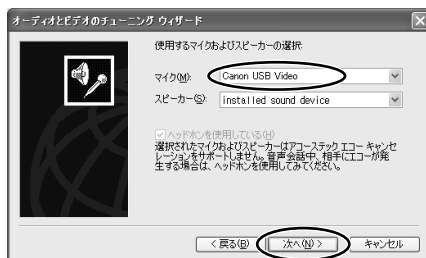 オーディオとビデオのチューニング ウィザード
使用するマイクおよびスピーカーの選択
マイク(M):
Canon USB Video
スピーカー(S):
installed sound device
ヘッドホンを使用している(H)
選択されたマイクおよびスピーカーはアコーステック エコー キャンセ
レーションをサポートしません。音声会話中、相手にエコーが発
生する場合は、ヘッドホンを使用してみてください。
< 戻る(B)
次へ(N) >
キャンセル